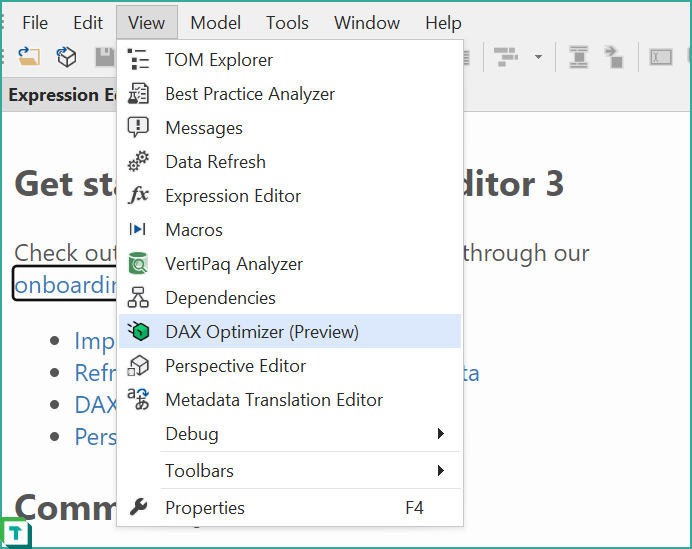 File Edit View Model Tools Window Help
TOM Explorer
Expression E
Best Practice Analyzer
Messages
Data Refresh
Get sta ditor 3
Expression Editor
Macros
Check out through our
VertiPaq Analyzer
onboardin
Dependencies
DAX Optimizer (Preview)
Imp
Perspective Editor
Refr ta
Metadata Translation Editor
DAX
Debug
Pers
Toolbars
Properties F4
Comm
T